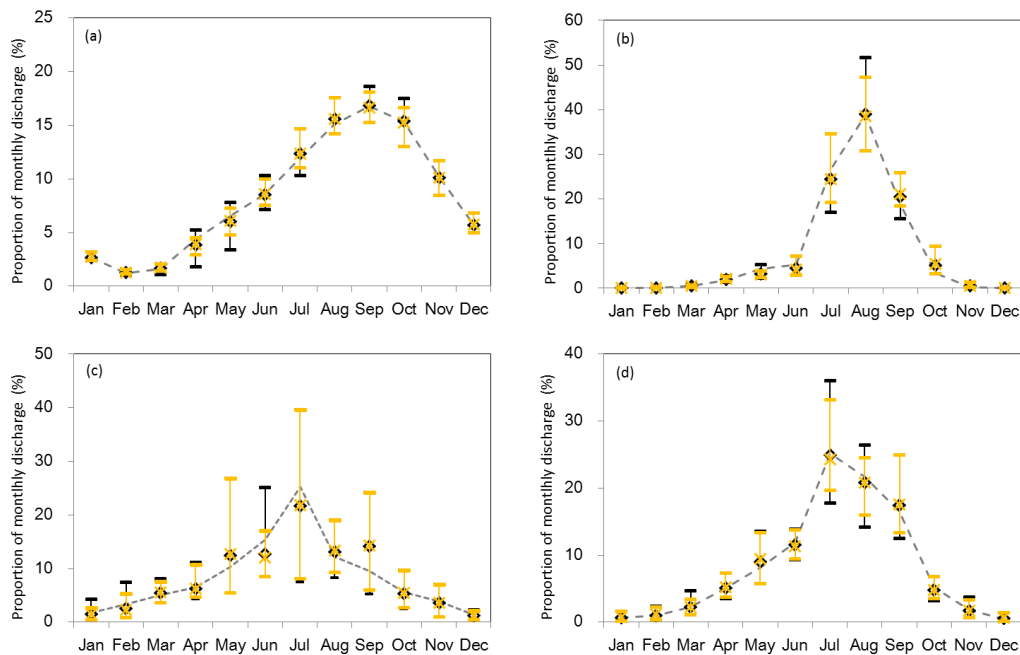 Proportion of montlhly discharge (%)
25
20
15
10
5
0
(a)
Jan Feb Mar Apr May Jun Jul Aug Sep Oct Nov Dec
Proportion of montlhly discharge (%)
60
50
40
30
20
10
0
(b)
Jan Feb Mar Apr May Jun Jul Aug Sep Oct Nov Dec
Proportion of montlhly discharge (%)
50
40
30
20
10
0
(c)
Jan Feb Mar Apr May Jun Jul Aug Sep Oct Nov Dec
Proportion of montlhly discharge (%)
40
30
20
10
0
(d)
Jan Feb Mar Apr May Jun Jul Aug Sep Oct Nov Dec